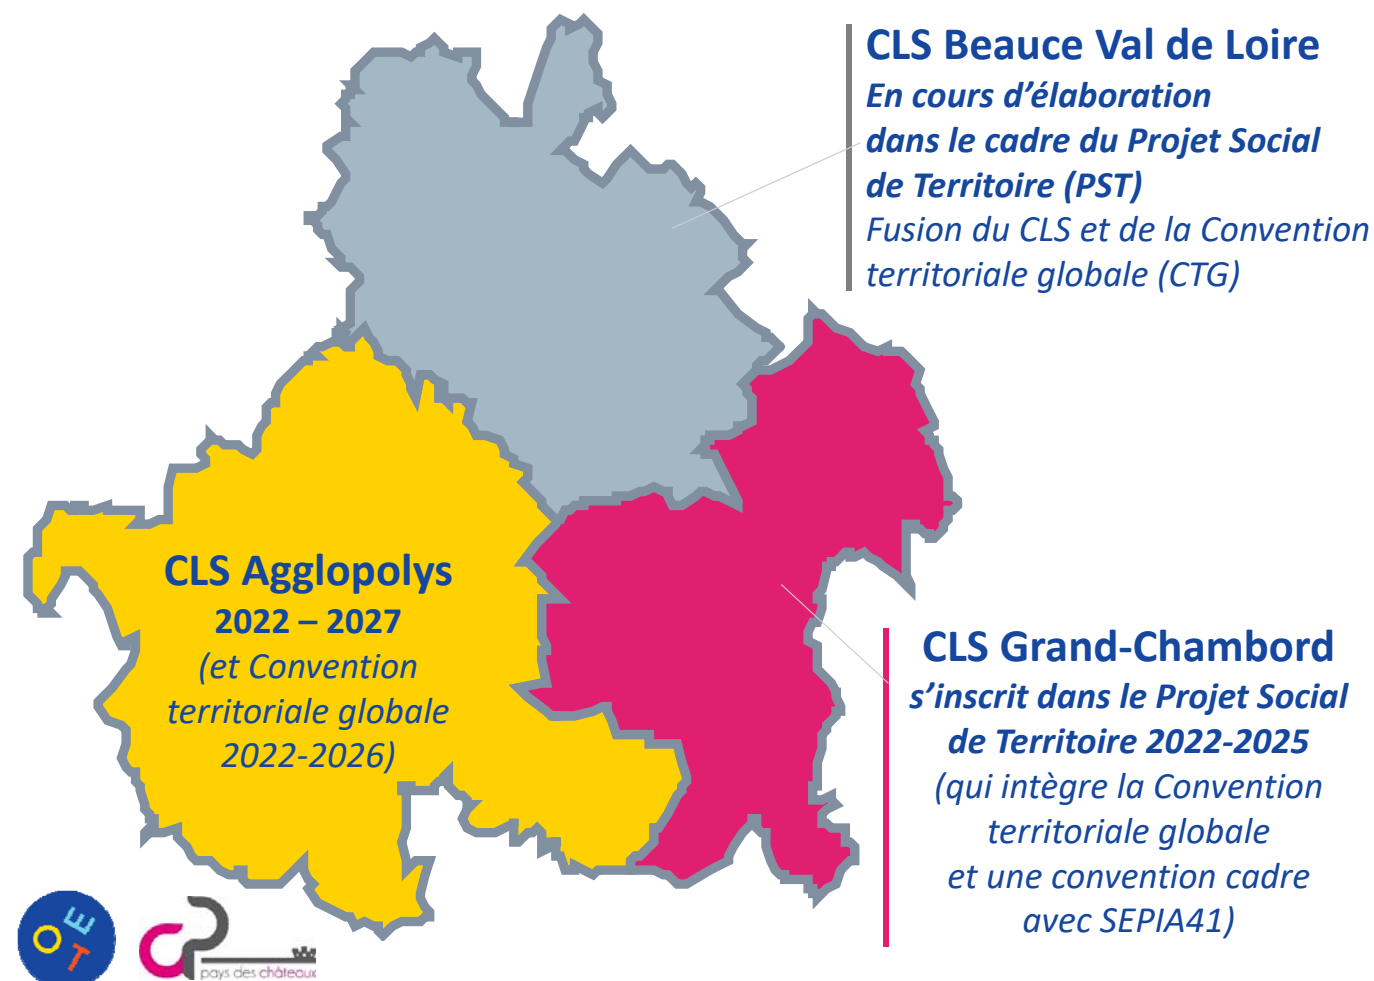 CLS Beauce Val de Loire
En cours d’élaboration
dans le cadre du Projet Social
de Territoire (PST)
Fusion du CLS et de la Convention
territoriale globale (CTG)
CLS Agglopolys
2022 – 2027
(et Convention
territoriale globale
2022-2026)
CLS Grand-Chambord
s’inscrit dans le Projet Social
de Territoire 2022-2025
(qui intègre la Convention
territoriale globale
et une convention cadre
avec SEPIA41)
O E T
pays des châteaux